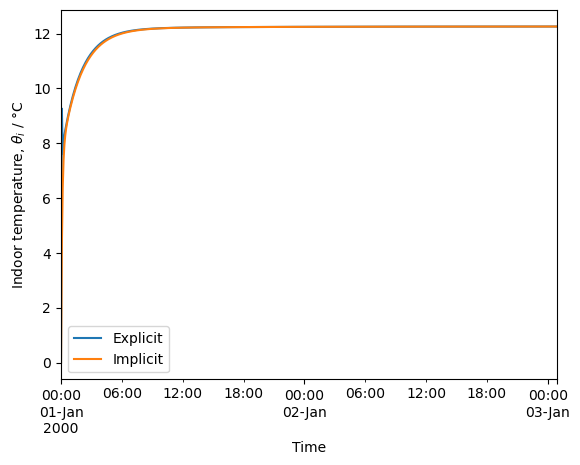 12
10
8
6
4
2
0
Indoor temperature, θi / °C
Explicit
Implicit
00:00 06:00 12:00 18:00 00:00 06:00 12:00 18:00 00:00
01-Jan 02-Jan 03-Jan
2000
Time